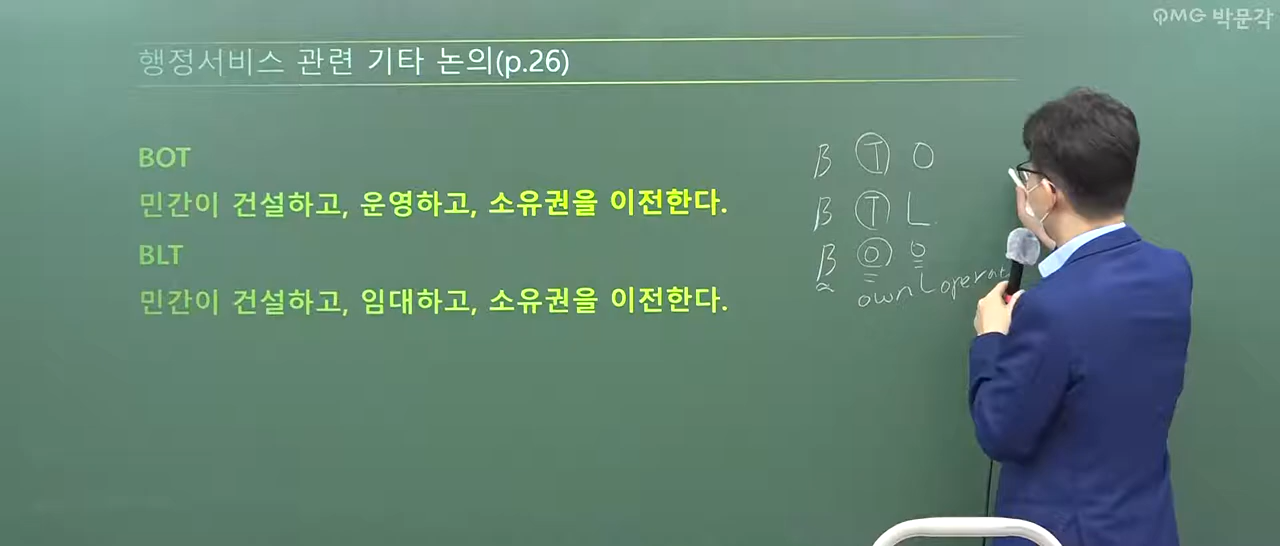 PMG 박문각
행정서비스 관련 기타 논의(p.26)
BOT
민간이 건설하고, 운영하고, 소유권을 이전한다.
BLT
민간이 건설하고, 임대하고, 소유권을 이전한다.
B T O
B T L
B O O
own operat